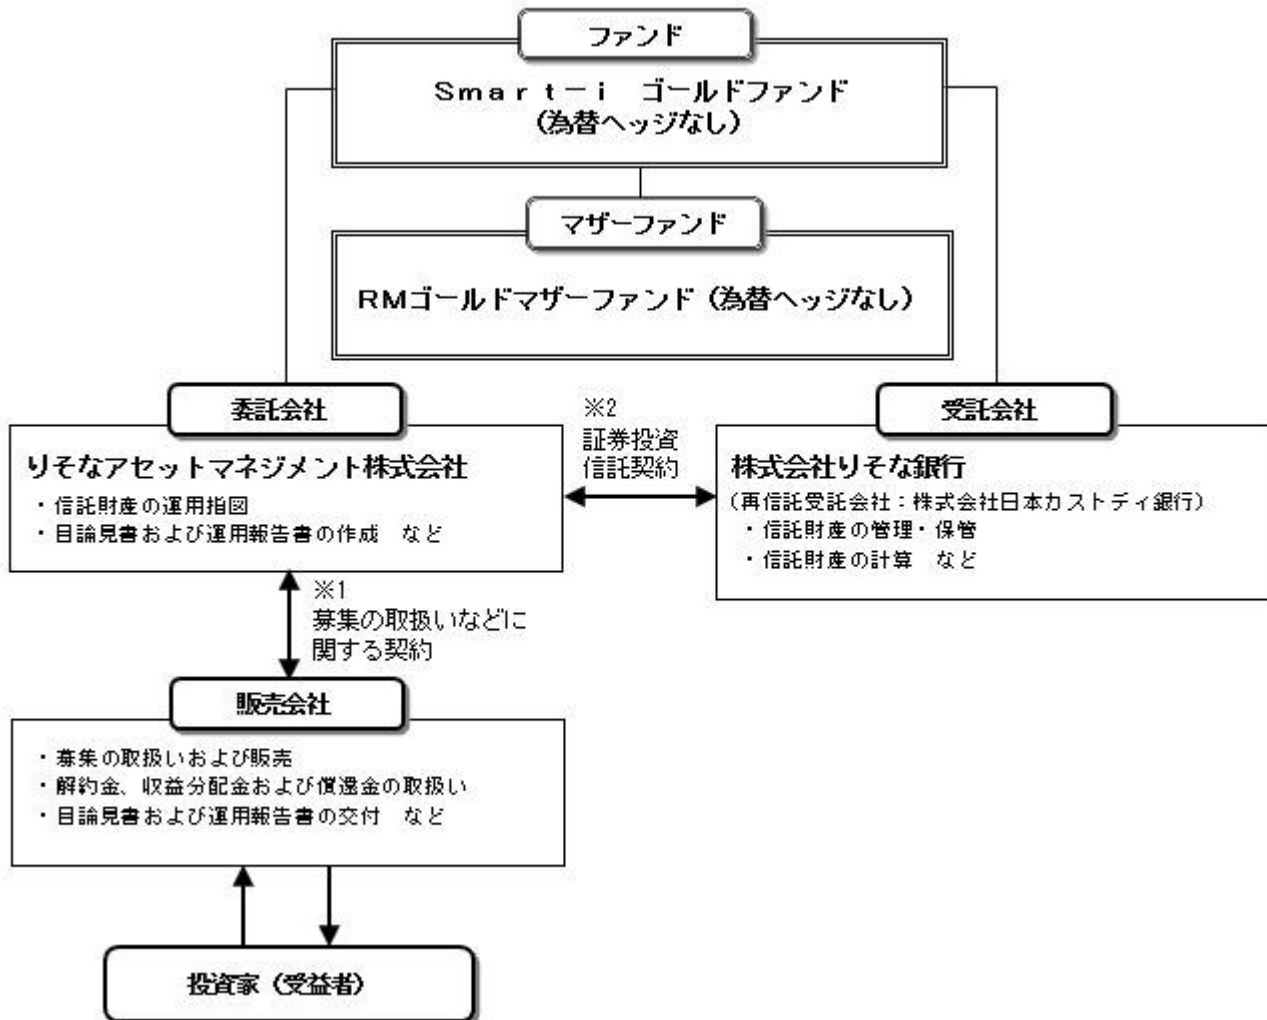 ファンド
Smart-i ゴールドファンド
(為替ヘッジなし)
マザーファンド
RMゴールドマザーファンド(為替ヘッジなし)
委託会社
りそなアセットマネジメント株式会社
・信託財産の運用指図
・目論見書および運用報告書の作成 など
※2
証券投資
信託契約
受託会社
株式会社りそな銀行
(再信託受託会社:株式会社日本カストディ銀行)
・信託財産の管理・保管
・信託財産の計算 など
※1
募集の取扱いなどに
関する契約
販売会社
・募集の取扱いおよび販売
・解約金、収益分配金および償還金の取扱い
・目論見書および運用報告書の交付 など
投資家(受益者)